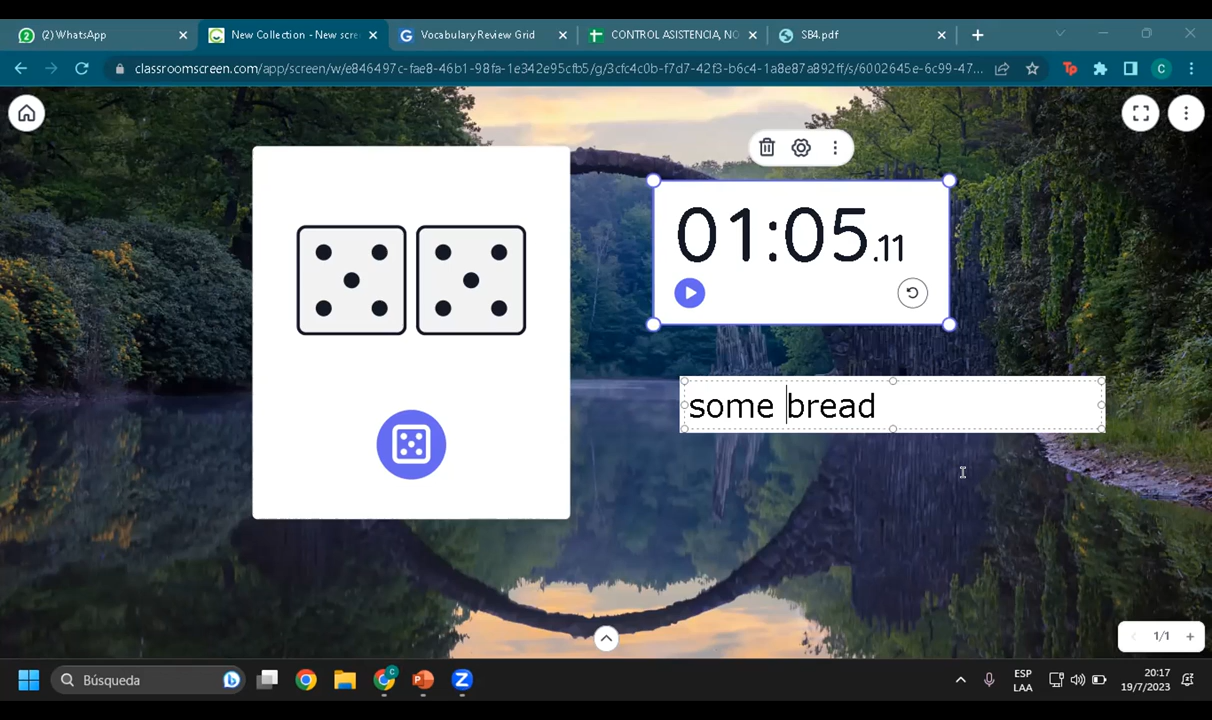 (2) WhatsApp
New Collection - New scre
Vocabulary Review Grid
CONTROL ASISTENCIA, NO
SB4.pdf
classroomscreen.com/app/screen/w/e846497c-fae8-46b1-98fa-1e342e95cfb5/g/3cfc4c0b-f7d7-42f3-b6c4-1a8e87a892ff/s/6002645e-6c99-47...
01:05.11
some bread
1/1
Búsqueda
ESP
LAA
20:17
19/7/2023